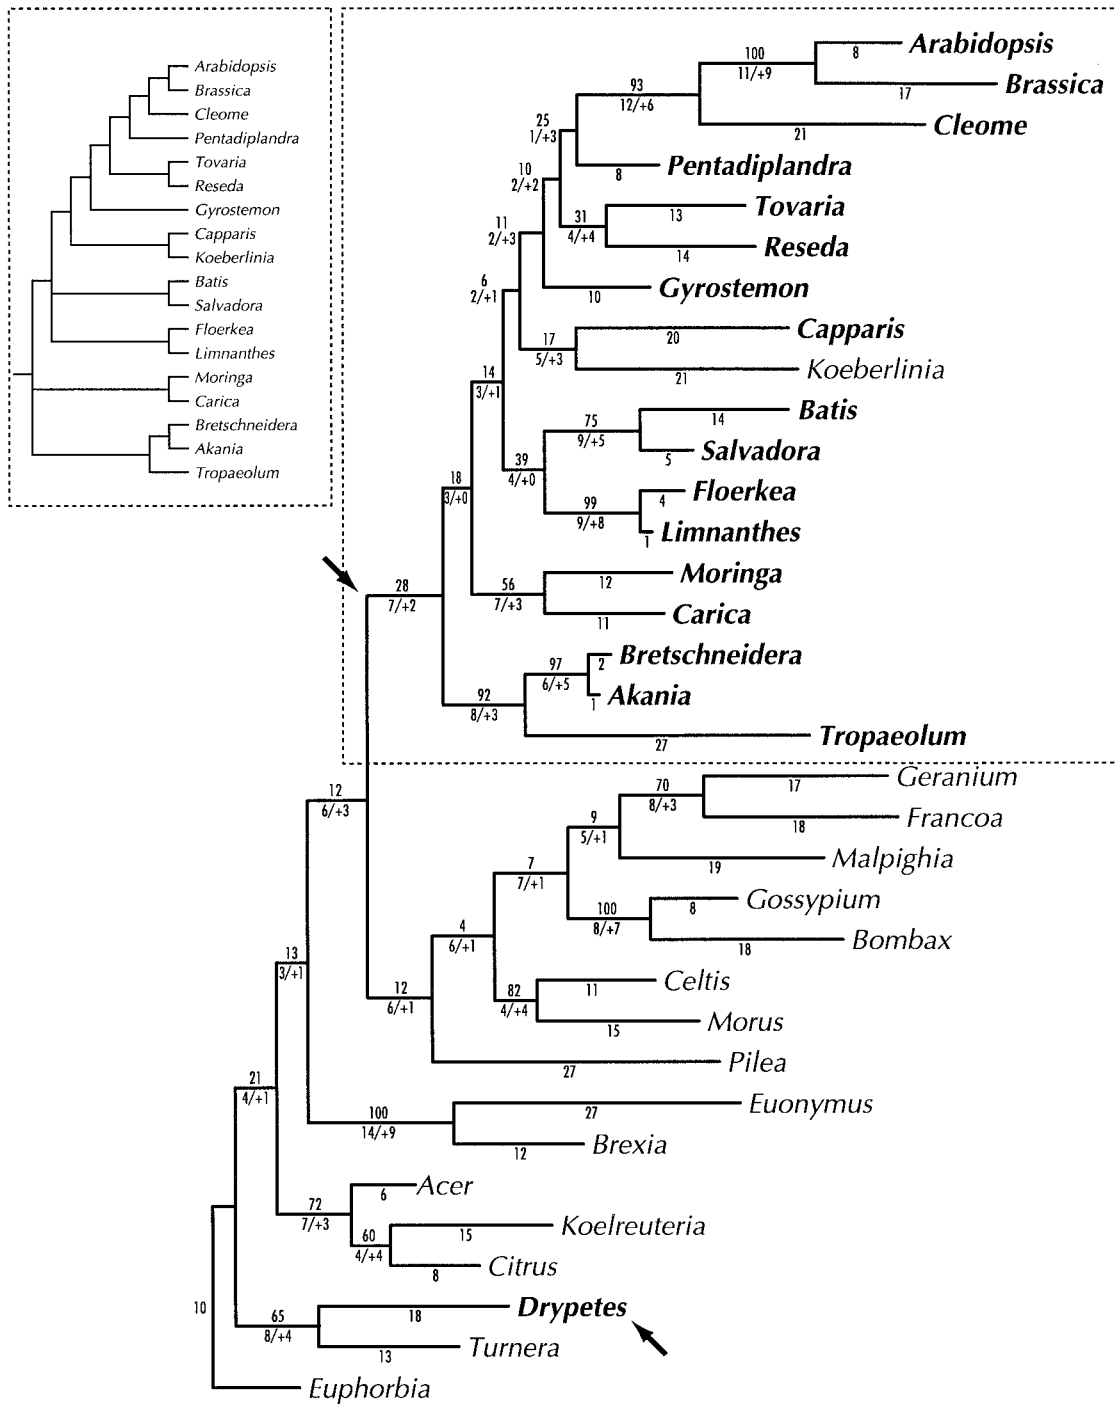 Arabidopsis
Brassica
Cleome
Pentadiplandra
Tovaria
Reseda
Gyrostemon
Capparis
Koeberlinia
Batis
Salvadora
Floerkea
Limnanthes
Moringa
Carica
Bretschneidera
Akania
Tropaeolum
100
11/+9
8
Arabidopsis
17
Brassica
93
12/+6
21
Cleome
25
1/+3
8
Pentadiplandra
10
2/+2
31
4/+4
13
Tovaria
14
Reseda
11
2/+3
10
Gyrostemon
6
2/+1
17
5/+3
20
Capparis
21
Koeberlinia
14
3/+1
75
9/+5
14
Batis
5
Salvadora
39
4/+0
99
9/+8
4
Floerkea
1
Limnanthes
18
3/+0
56
7/+3
12
Moringa
11
Carica
28
7/+2
97
6/+5
2
Bretschneidera
1
Akania
92
8/+3
27
Tropaeolum
12
6/+3
70
8/+3
17
Geranium
18
Francoa
9
5/+1
19
Malpighia
7
7/+1
100
8/+7
8
Gossypium
18
Bombax
4
6/+1
82
4/+4
11
Celtis
15
Morus
12
6/+1
27
Pilea
13
3/+1
100
14/+9
27
Euonymus
12
Brexia
21
4/+1
72
7/+3
6
Acer
60
4/+4
15
Koelreuteria
8
Citrus
65
8/+4
18
Drypetes
13
Turnera
10
Euphorbia